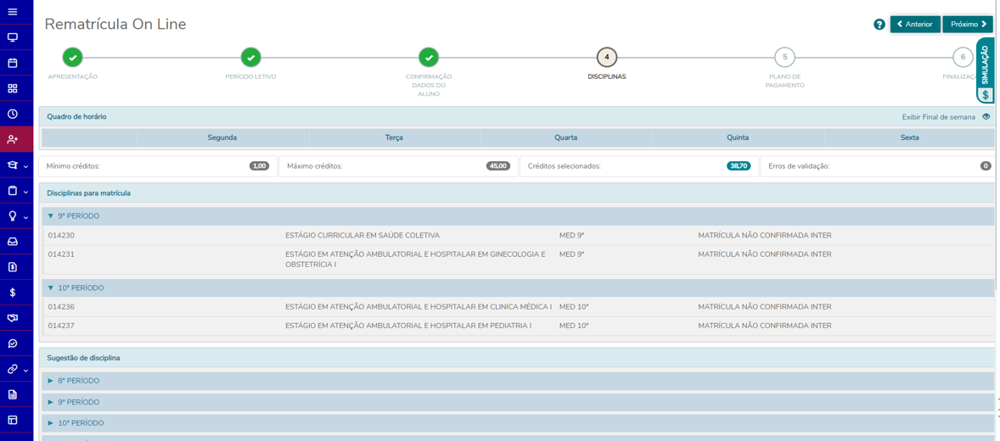 Rematrícula On Line
? Anterior Próximo
4 5 6
APRESENTAÇÃO PERÍODO LETIVO CONFIRMAÇÃO DADOS DO ALUNO DISCIPLINAS PLANO DE PAGAMENTO
SIMULAÇÃO $
Quadro de horário Exibir Final de semana
Segunda Terça Quarta Quinta Sexta
Mínimo créditos: 1,00 Máximo créditos: 45,00 Créditos selecionados: 38,70 Erros de validação: 0
Disciplinas para matrícula
9º PERÍODO
014230 ESTÁGIO CURRICULAR EM SAÚDE COLETIVA MED 9º MATRÍCULA NÃO CONFIRMADA INTER
014231 ESTÁGIO EM ATENÇÃO AMBULATORIAL E HOSPITALAR EM GINECOLOGIA E MED 9º MATRÍCULA NÃO CONFIRMADA INTER
OBSTETRÍCIA I
10º PERÍODO
014236 ESTÁGIO EM ATENÇÃO AMBULATORIAL E HOSPITALAR EM CLINICA MÉDICA I MED 10º MATRÍCULA NÃO CONFIRMADA INTER
014237 ESTÁGIO EM ATENÇÃO AMBULATORIAL E HOSPITALAR EM PEDIATRIA I MED 10º MATRÍCULA NÃO CONFIRMADA INTER
Sugestão de disciplina
8º PERÍODO
9º PERÍODO
10º PERÍODO